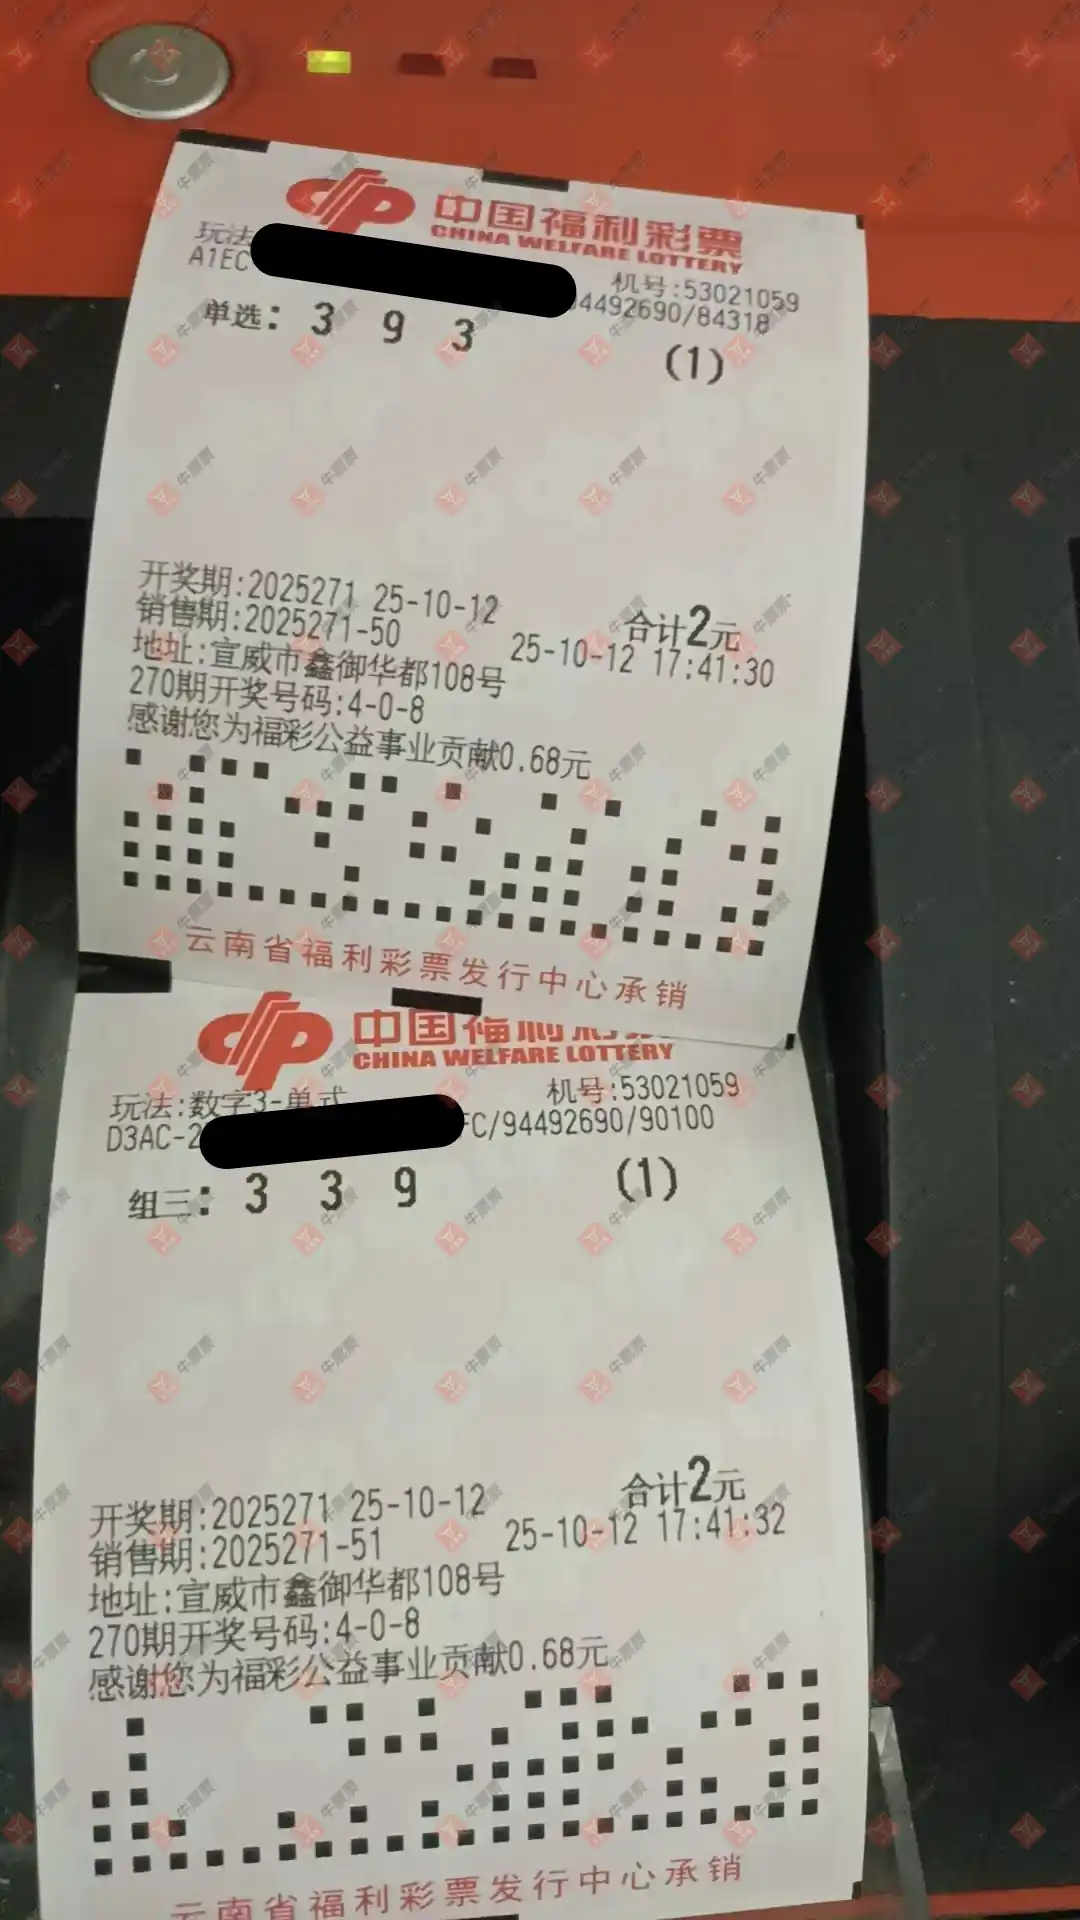 中国福利彩票
CHINA WELFARE LOTTERY
玩法 机号:53021059
A1EC 4492690/84318
单选: 3 9 3 (1)
开奖期:2025271 25-10-12 合计2元
销售期:2025271-50 25-10-12 17:41:30
地址:宣威市鑫御华都108号
270期开奖号码:4-0-8
感谢您为福彩公益事业贡献0.68元
云南省福利彩票发行中心承销
中国福利彩票
CHINA WELFARE LOTTERY
玩法:数字3-单式 机号:53021059
D3AC-2 FC/94492690/90100
组三: 3 3 9 (1)
开奖期:2025271 25-10-12 合计2元
销售期:2025271-51 25-10-12 17:41:32
地址:宣威市鑫御华都108号
270期开奖号码:4-0-8
感谢您为福彩公益事业贡献0.68元
云南省福利彩票发行中心承销
牛票票